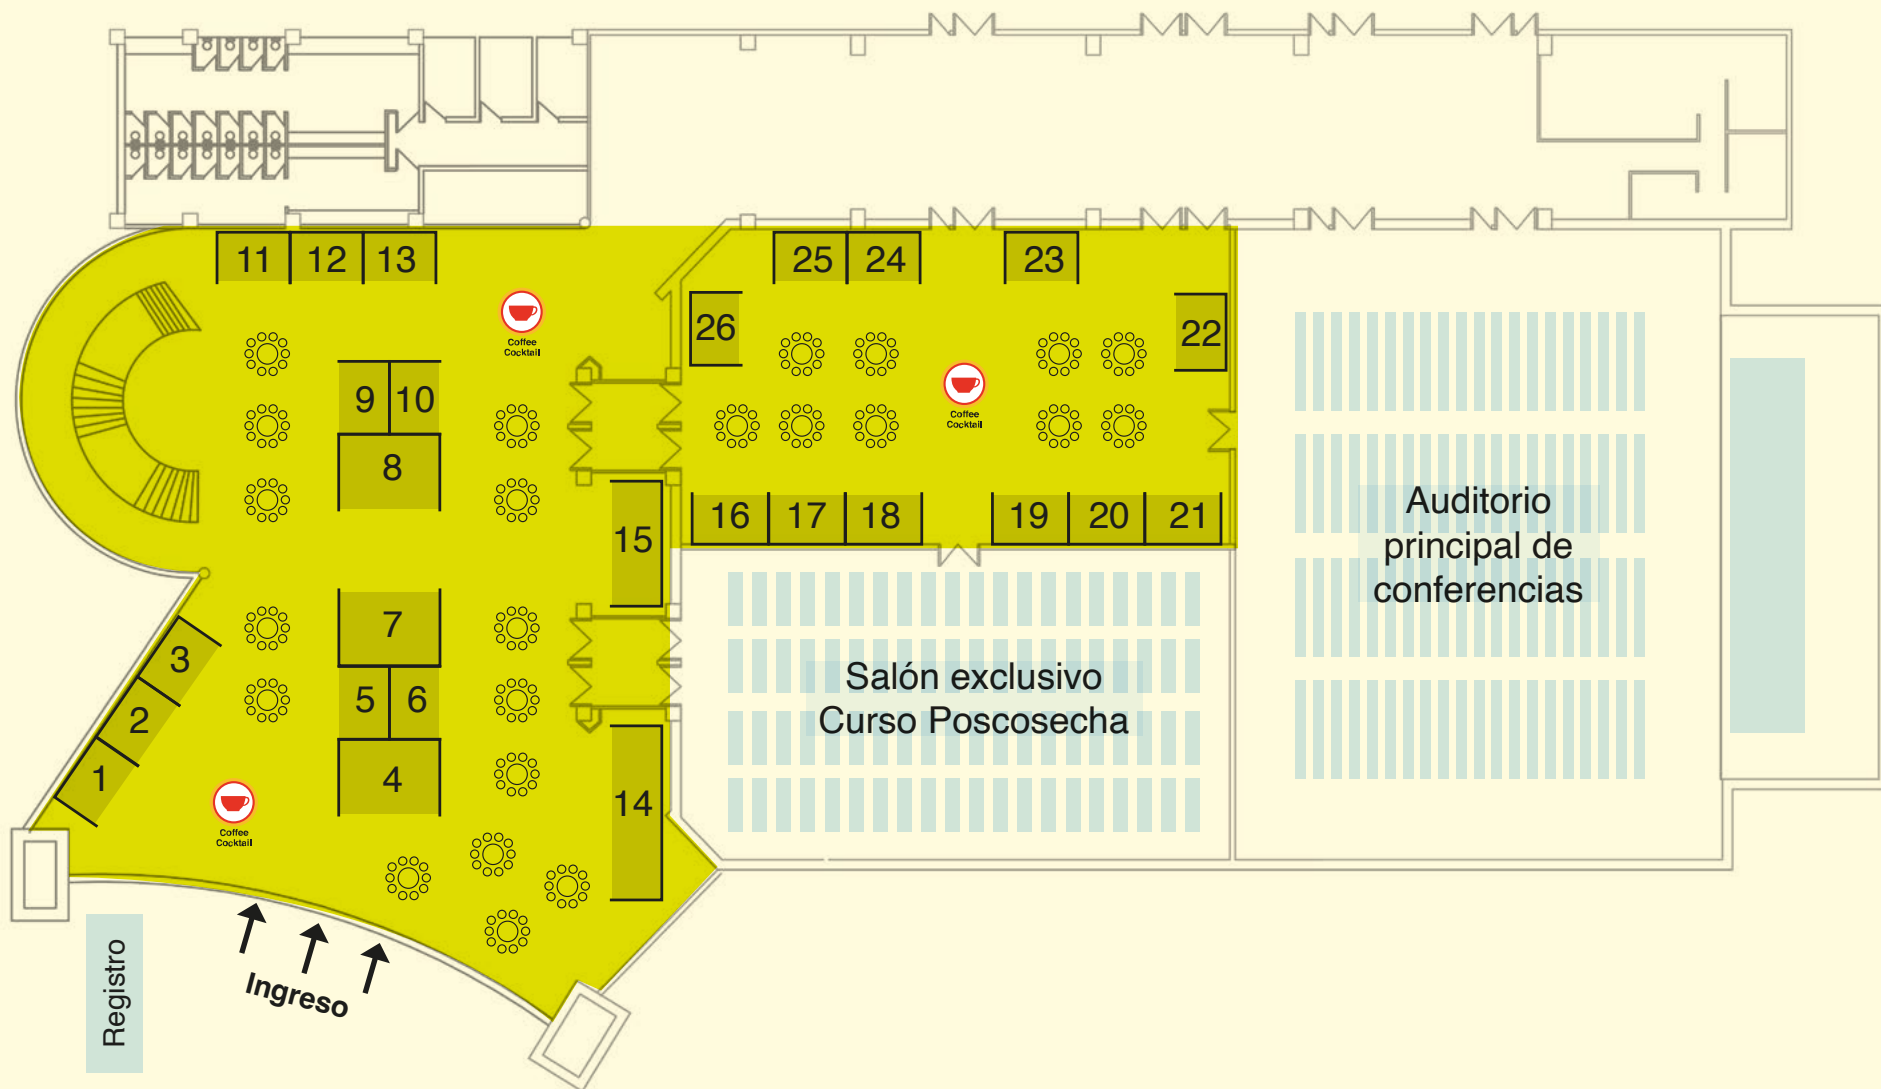 11
12
13
25
24
23
26
22
Coffee
Cocktail
9
10
8
Coffee
Cocktail
15
16
17
18
19
20
21
Auditorio
principal de
conferencias
7
3
5
6
2
Salón exclusivo
Curso Poscosecha
1
4
14
Coffee
Cocktail
Ingreso
Registro